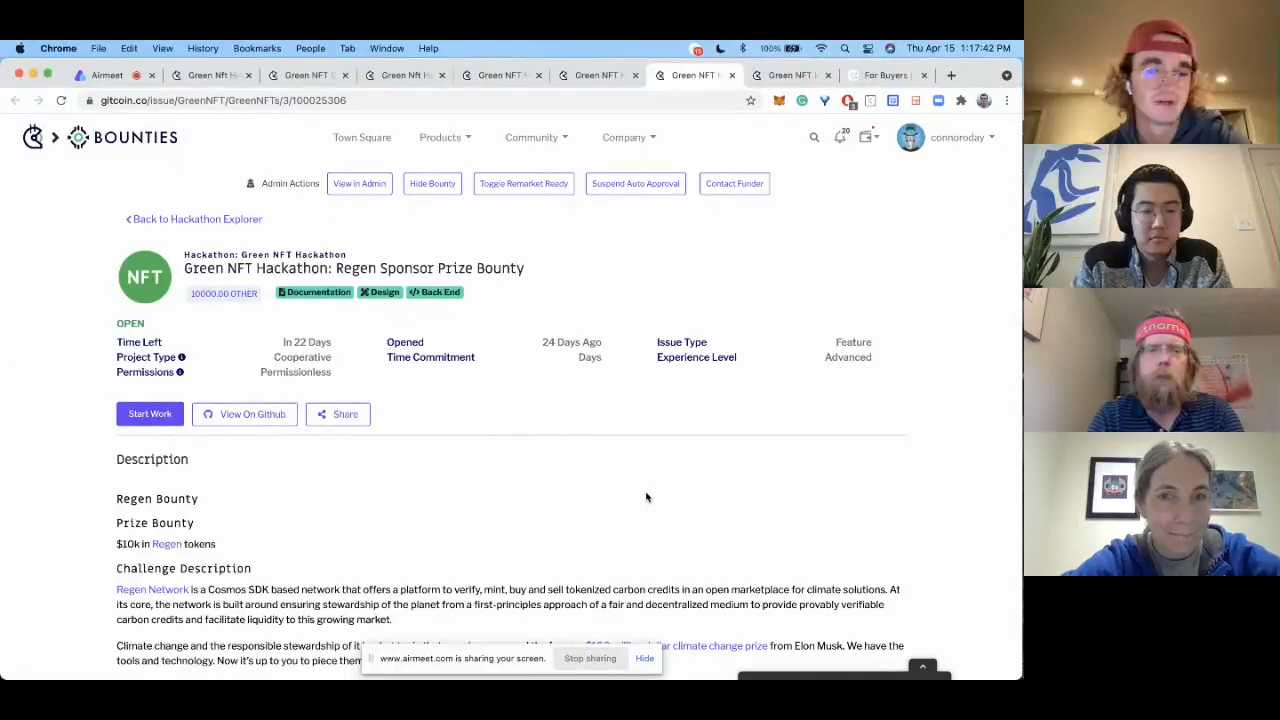 Chrome File Edit View History Bookmarks People Tab Window Help 100% Thu Apr 15 1:17:42 PM
Airmeet Green Nft H Green NFT C Green Nft H Green NFT Green NFT H Green NFT Green NFT For Buyers |
gitcoin.co/issue/GreenNFT/GreenNFTs/3/100025306
BOUNTIES Town Square Products Community Company 20 connoroday
Admin Actions View in Admin Hide Bounty Toggle Remarket Ready Suspend Auto Approval Contact Funder
Back to Hackathon Explorer
NFT
Hackathon: Green NFT Hackathon
Green NFT Hackathon: Regen Sponsor Prize Bounty
10000.00 OTHER Documentation Design </> Back End
OPEN
Time Left In 22 Days Opened 24 Days Ago Issue Type Feature
Project Type Cooperative Time Commitment Days Experience Level Advanced
Permissions Permissionless
Start Work View On Github Share
Description
Regen Bounty
Prize Bounty
$10k in Regen tokens
Challenge Description
Regen Network is a Cosmos SDK based network that offers a platform to verify, mint, buy and sell tokenized carbon credits in an open marketplace for climate solutions. At
its core, the network is built around ensuring stewardship of the planet from a first-principles approach of a fair and decentralized medium to provide provably verifiable
carbon credits and facilitate liquidity to this growing market.
Climate change and the responsible stewardship of it climate change prize from Elon Musk. We have the
tools and technology. Now it's up to you to piece them
www.airmeet.com is sharing your screen. Stop sharing Hide